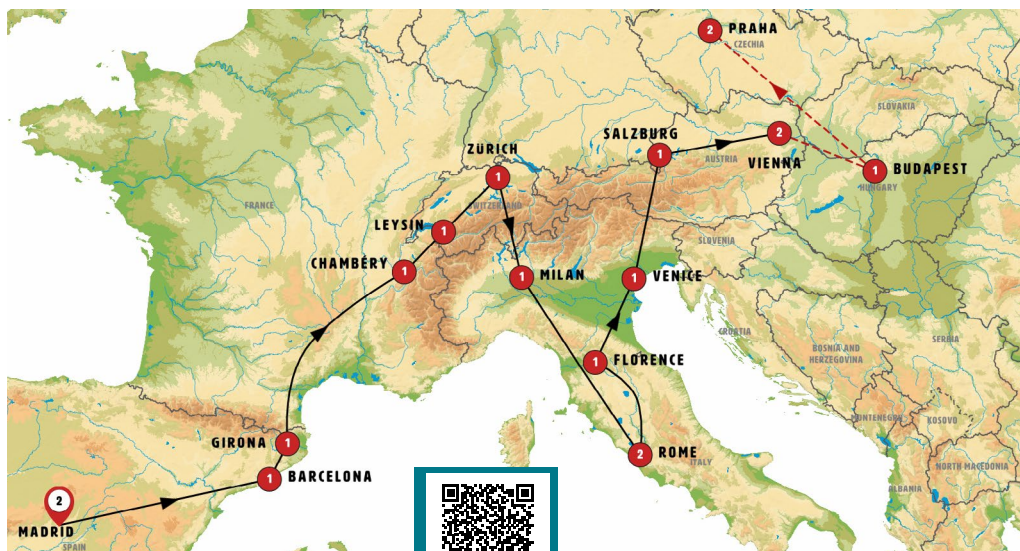 2
PRAHA
CZECHIA
SLOVAKIA
SALZBURG
1
2
AUSTRIA
VIENNA
1
BUDAPEST
HUNGARY
ZÜRICH
1
SWITZERLAND
FRANCE
LEYSIN
1
SLOVENIA
CHAMBÉRY
1
1
MILAN
1
VENICE
CROATIA
BOSNIA AND
HERZEGOVINA
SERBIA
1
FLORENCE
MONTENEGRO
KOSOVO
GIRONA
1
2
ROME
ITALY
NORTH MACEDONIA
1
BARCELONA
ALBANIA
2
MADRID
SPAIN